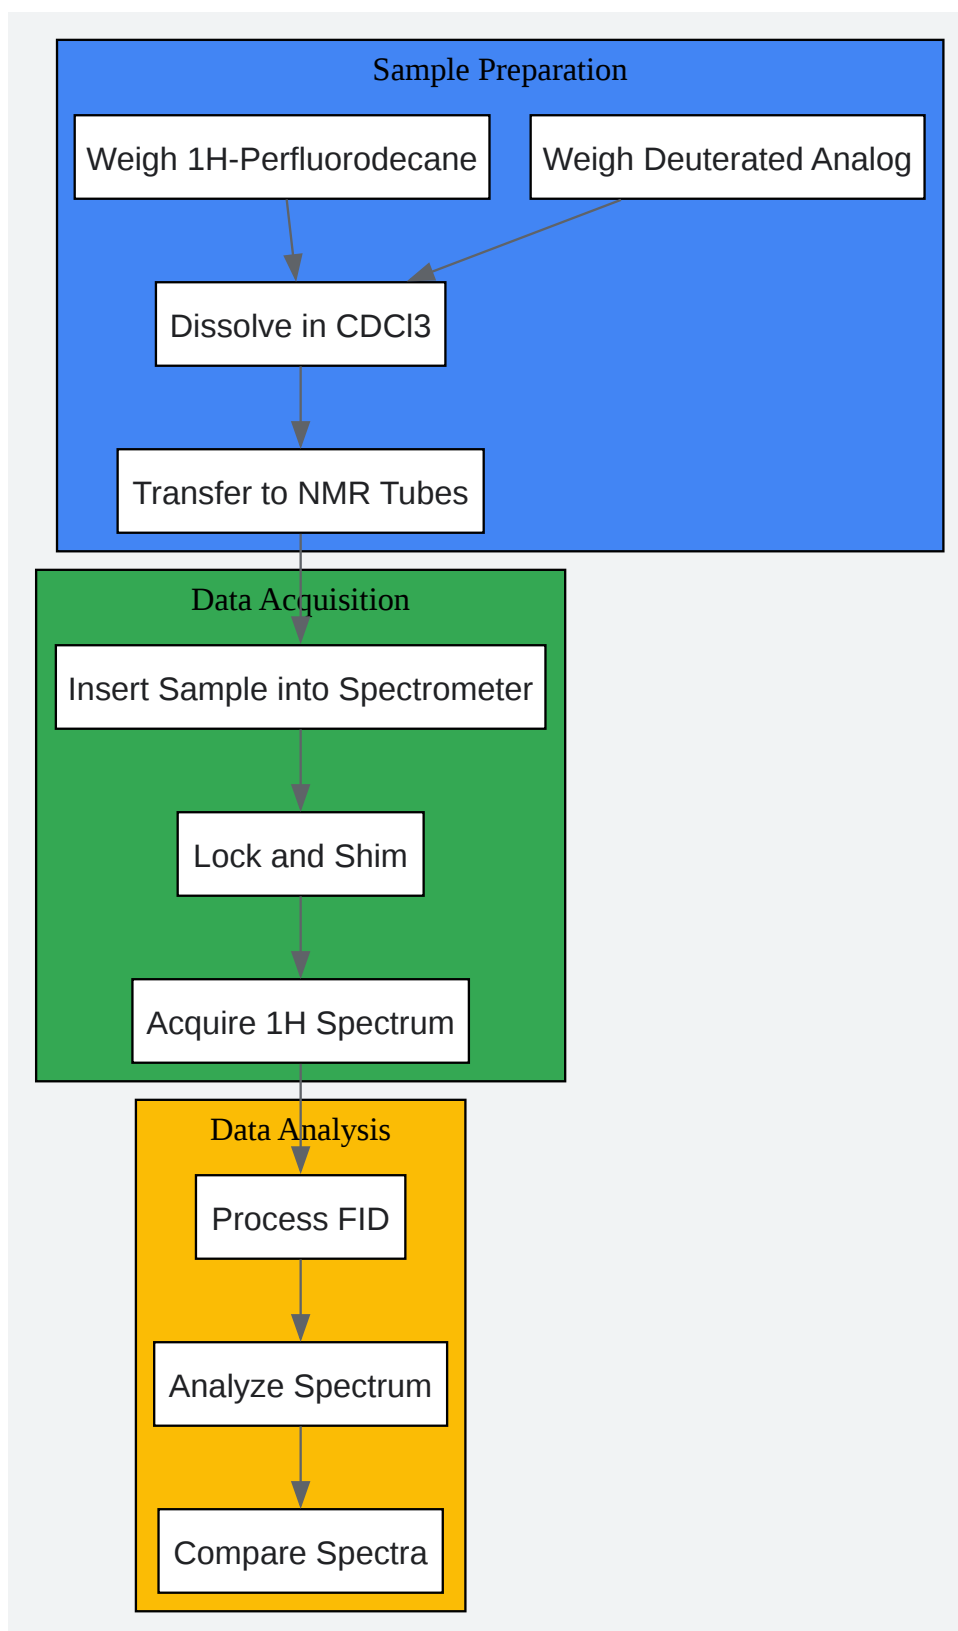 Sample Preparation
Weigh 1H-Perfluorodecane
Weigh Deuterated Analog
Dissolve in CDCl3
Transfer to NMR Tubes
Data Acquisition
Insert Sample into Spectrometer
Lock and Shim
Acquire 1H Spectrum
Data Analysis
Process FID
Analyze Spectrum
Compare Spectra